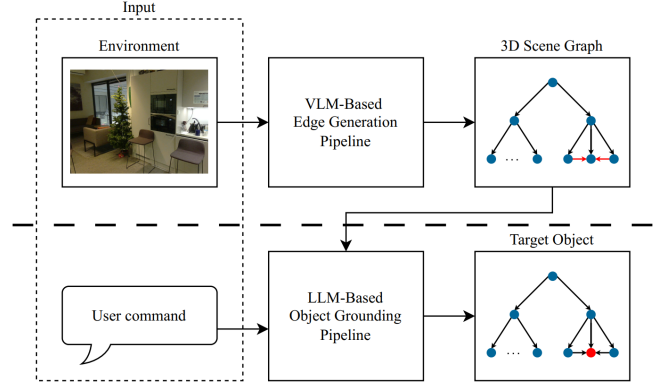 Input
Environment
VLM-Based
Edge Generation
Pipeline
3D Scene Graph
. . .
User command
LLM-Based
Object Grounding
Pipeline
Target Object
. . .